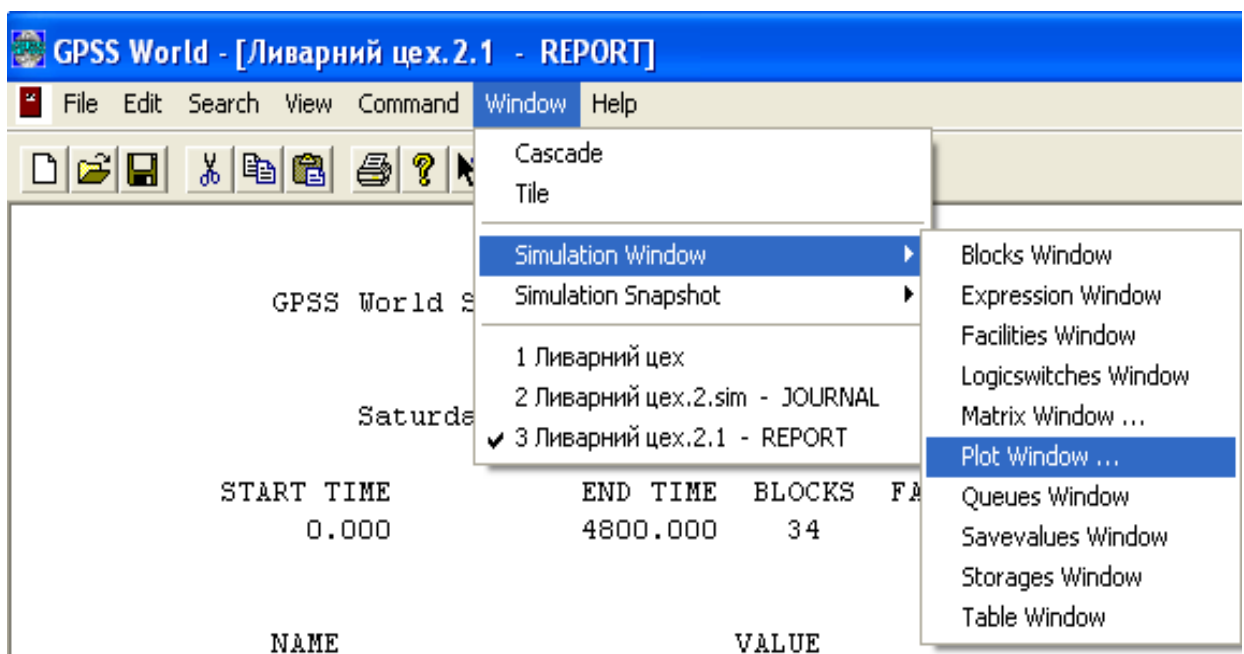 GPSS World - [Ливарний цех.2.1 - REPORT]
File Edit Search View Command Window Help
Cascade
Tile
Simulation Window
Simulation Snapshot
1 Ливарний цех
2 Ливарний цех.2.sim - JOURNAL
3 Ливарний цех.2.1 - REPORT
Blocks Window
Expression Window
Facilities Window
Logicswitches Window
Matrix Window ...
Plot Window ...
Queues Window
Savevalues Window
Storages Window
Table Window
GPSS World S
Saturda
START TIME END TIME BLOCKS FA
0.000 4800.000 34
NAME VALUE